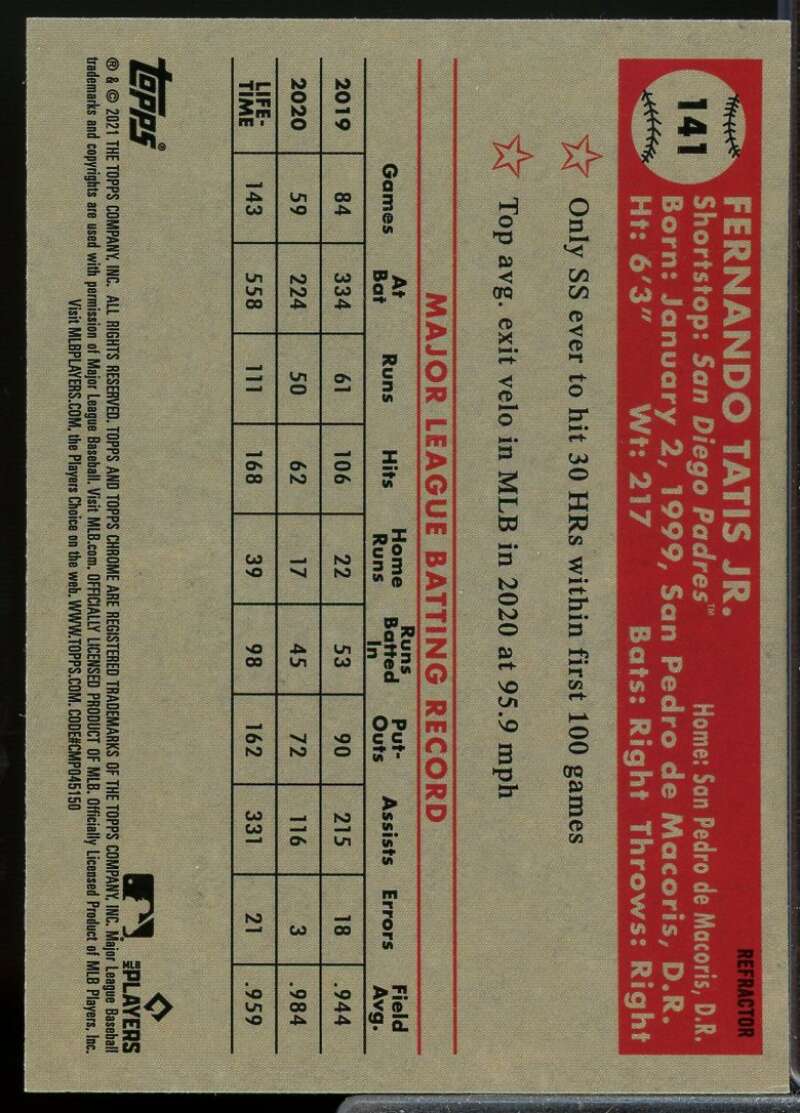 141
REFRACTOR
FERNANDO TATIS JR.
Shortstop: San Diego Padres™ Home: San Pedro de Macoris, D.R.
Born: January 2, 1999, San Pedro de Macoris, D.R.
Ht: 6'3" Wt: 217 Bats: Right Throws: Right
Only SS ever to hit 30 HRs within first 100 games
Top avg. exit velo in MLB in 2020 at 95.9 mph
MAJOR LEAGUE BATTING RECORD
Games At Bat Runs Hits Home Runs Runs Batted In Put-Outs Assists Errors Field Avg.
2019 84 334 61 106 22 53 90 215 18 .944
2020 59 224 50 62 17 45 72 116 3 .984
LIFE-TIME 143 558 111 168 39 98 162 331 21 .959
topps®
MLB PLAYERS
® & © 2021 THE TOPPS COMPANY, INC. ALL RIGHTS RESERVED. TOPPS AND TOPPS CHROME ARE REGISTERED TRADEMARKS OF THE TOPPS COMPANY, INC. Major League Baseball
trademarks and copyrights are used with permission of Major League Baseball. Visit MLB.com. OFFICIALLY LICENSED PRODUCT OF MLB. Officially Licensed Product of MLB Players, Inc.
Visit MLBPLAYERS.COM, the Players Choice on the web. WWW.TOPPS.COM. CODE#CMP045150